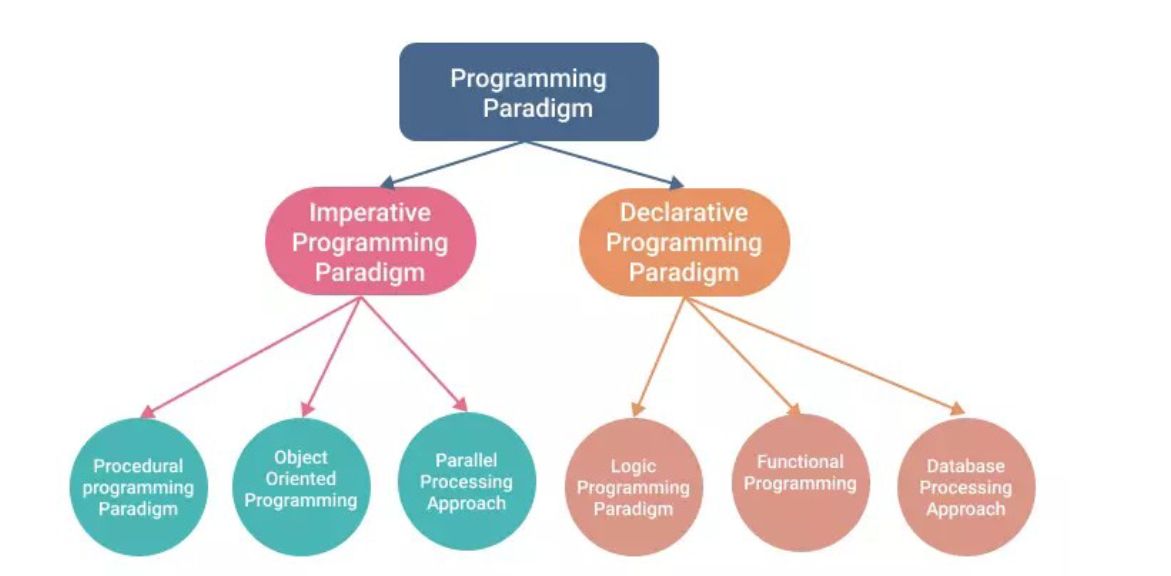 Programming
Paradigm
Imperative
Programming
Paradigm
Declarative
Programming
Paradigm
Procedural
programming
Paradigm
Object
Oriented
Programming
Parallel
Processing
Approach
Logic
Programming
Paradigm
Functional
Programming
Database
Processing
Approach